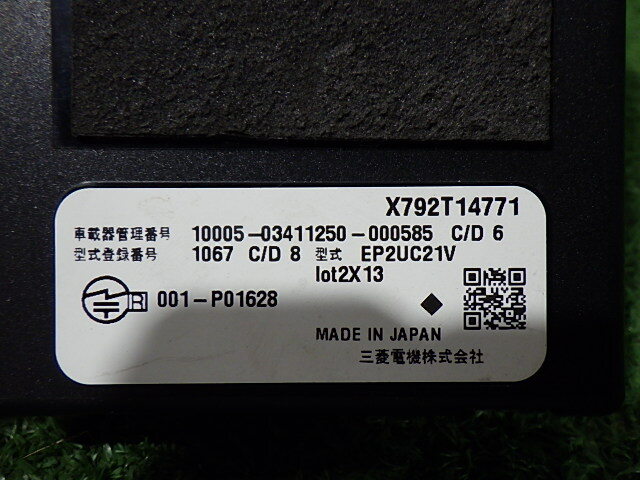 X792T14771
車載器管理番号 10005-03411250-000585 C/D 6
型式登録番号 1067 C/D 8 型式 EP2UC21V
lot2X13
R 001-P01628
MADE IN JAPAN
三菱電機株式会社